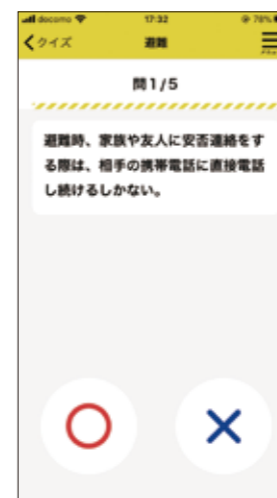 docomo 17:32 78%
クイズ 避難
問1/5
避難時、家族や友人に安否連絡をす
る際は、相手の携帯電話に直接電話
し続けるしかない。